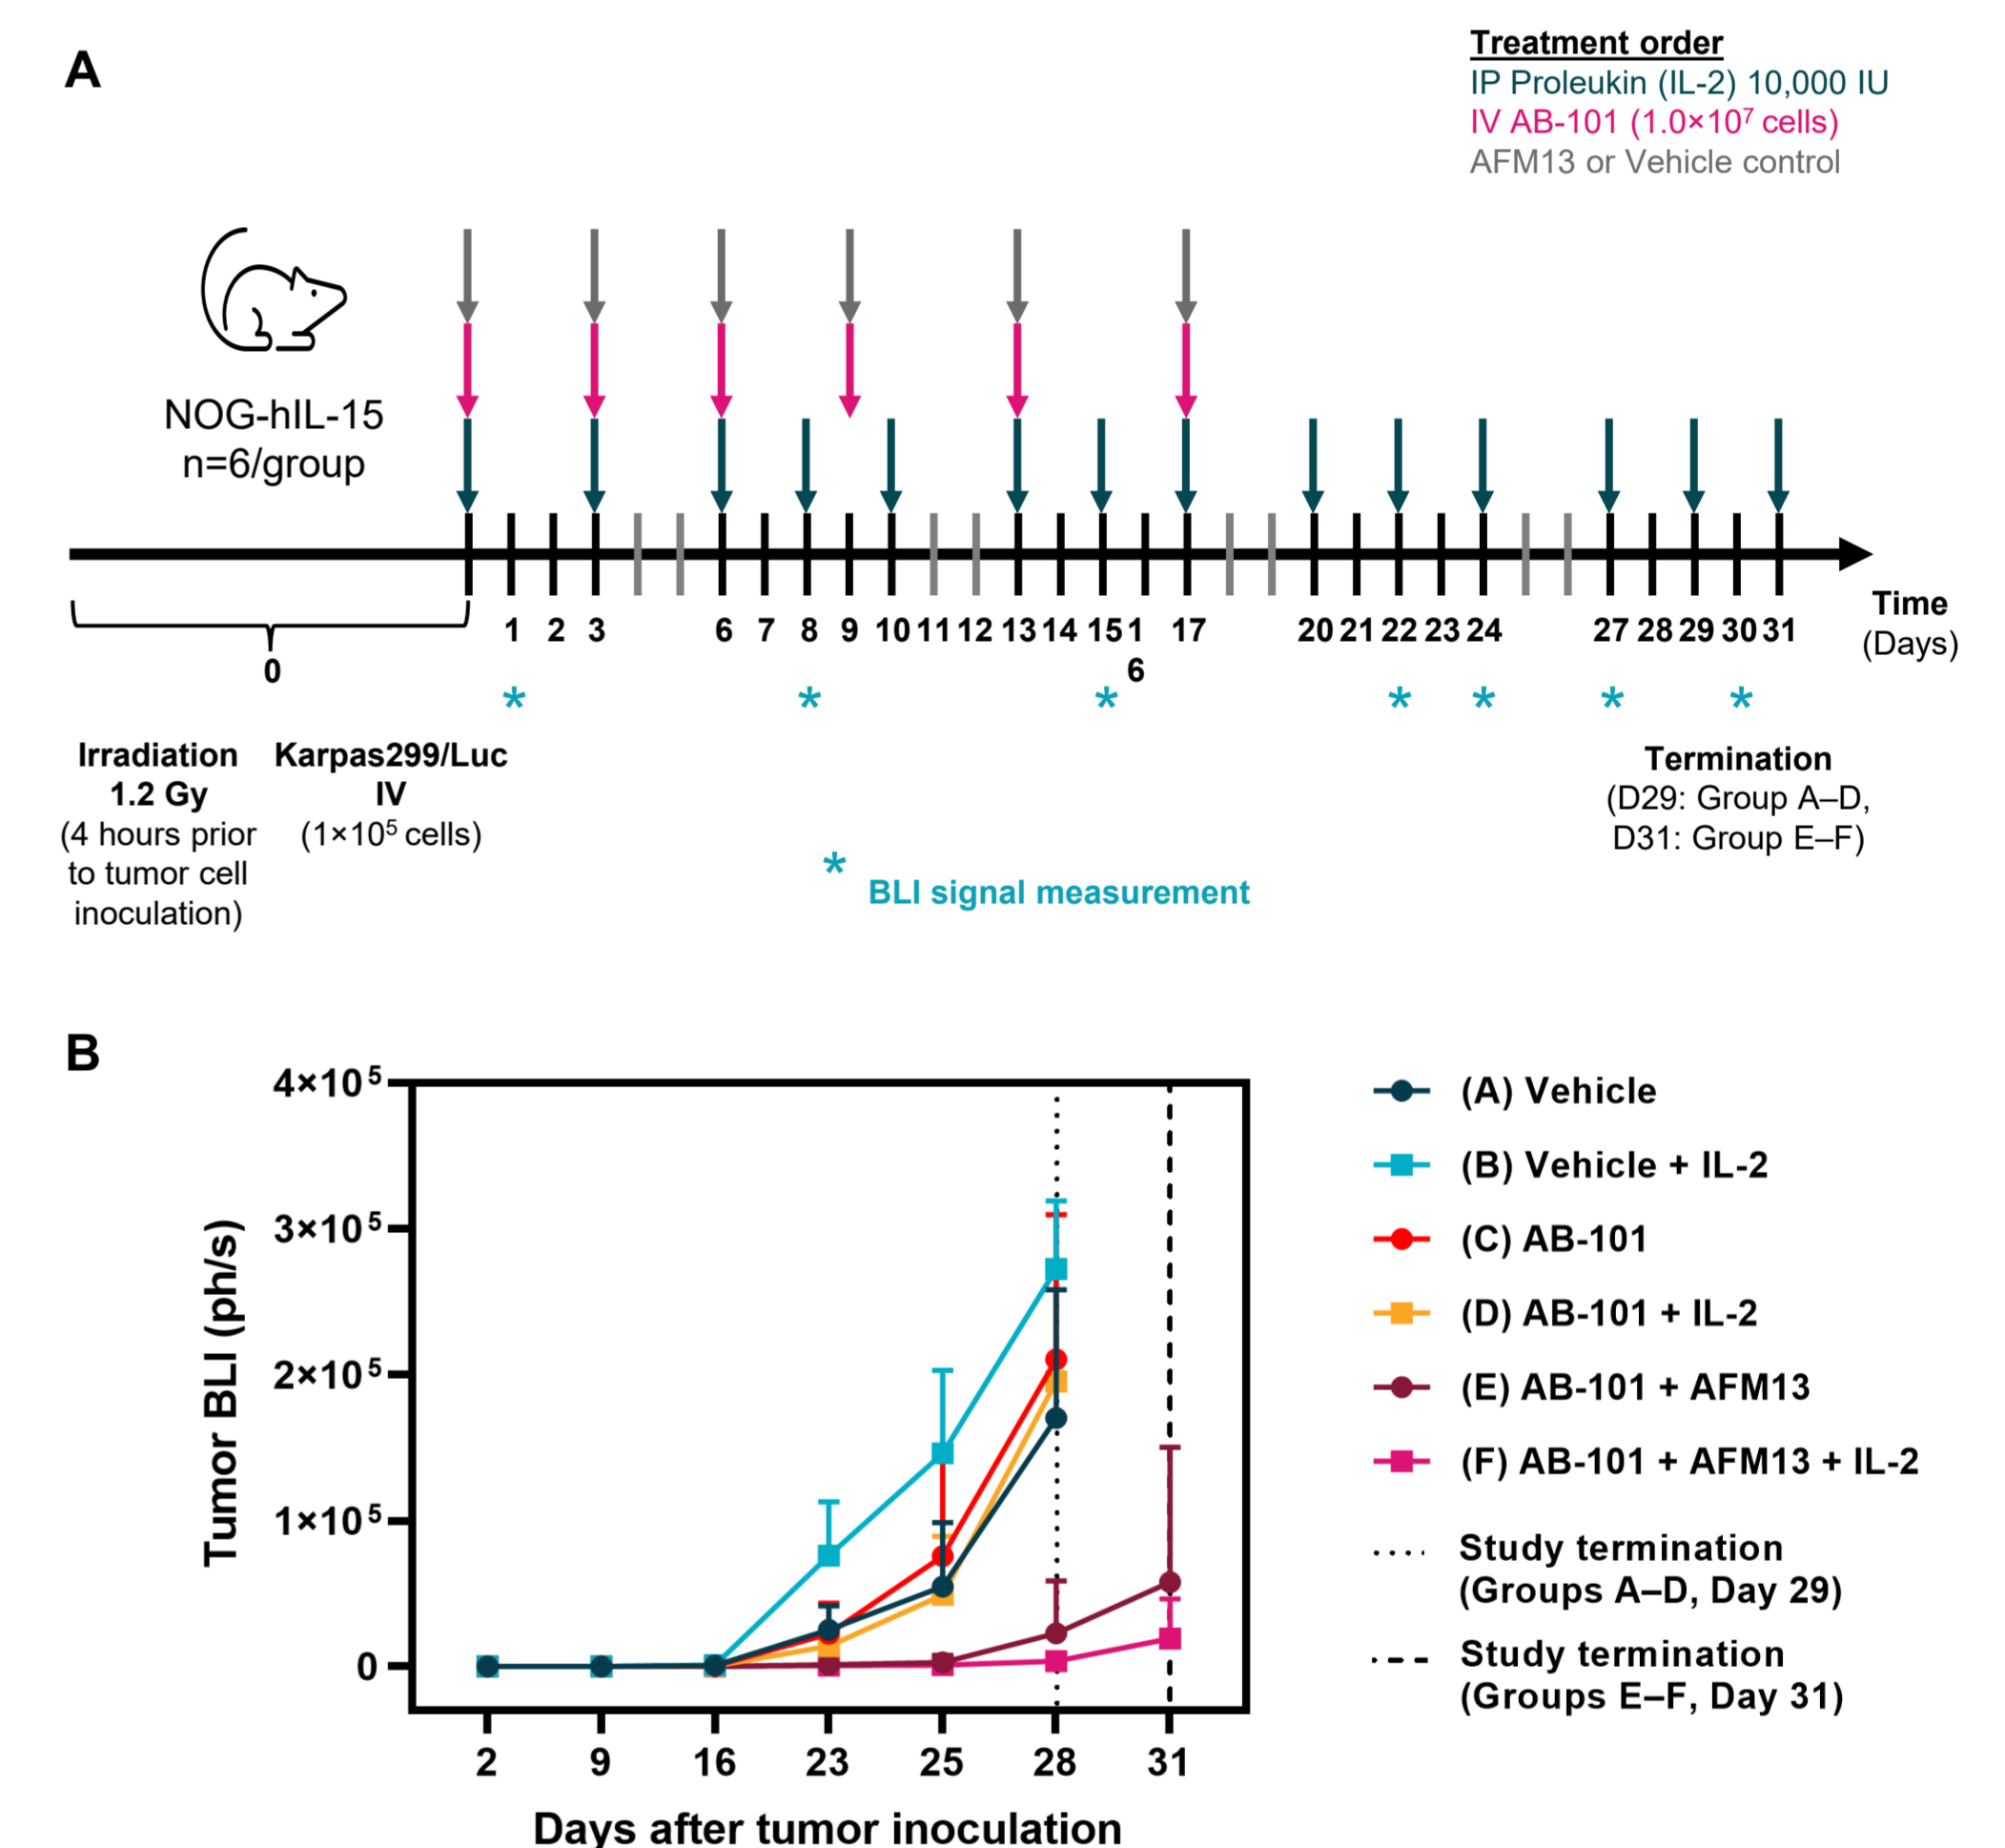 A
Treatment order
IP Proleukin (IL-2) 10,000 IU
IV AB-101 (1.0×10⁷ cells)
AFM13 or Vehicle control
NOG-hIL-15
n=6/group
1 2 3 6 7 8 9 10 11 12 13 14 15 1 17 20 21 22 23 24 27 28 29 30 31
6
0
Time
(Days)
* * * * * * *
Irradiation
1.2 Gy
(4 hours prior
to tumor cell
inoculation)
Karpas299/Luc
IV
(1×10⁵ cells)
Termination
(D29: Group A–D,
D31: Group E–F)
* BLI signal measurement
B
Tumor BLI (ph/s)
4×10⁵
3×10⁵
2×10⁵
1×10⁵
0
2 9 16 23 25 28 31
Days after tumor inoculation
(A) Vehicle
(B) Vehicle + IL-2
(C) AB-101
(D) AB-101 + IL-2
(E) AB-101 + AFM13
(F) AB-101 + AFM13 + IL-2
Study termination
(Groups A–D, Day 29)
Study termination
(Groups E–F, Day 31)